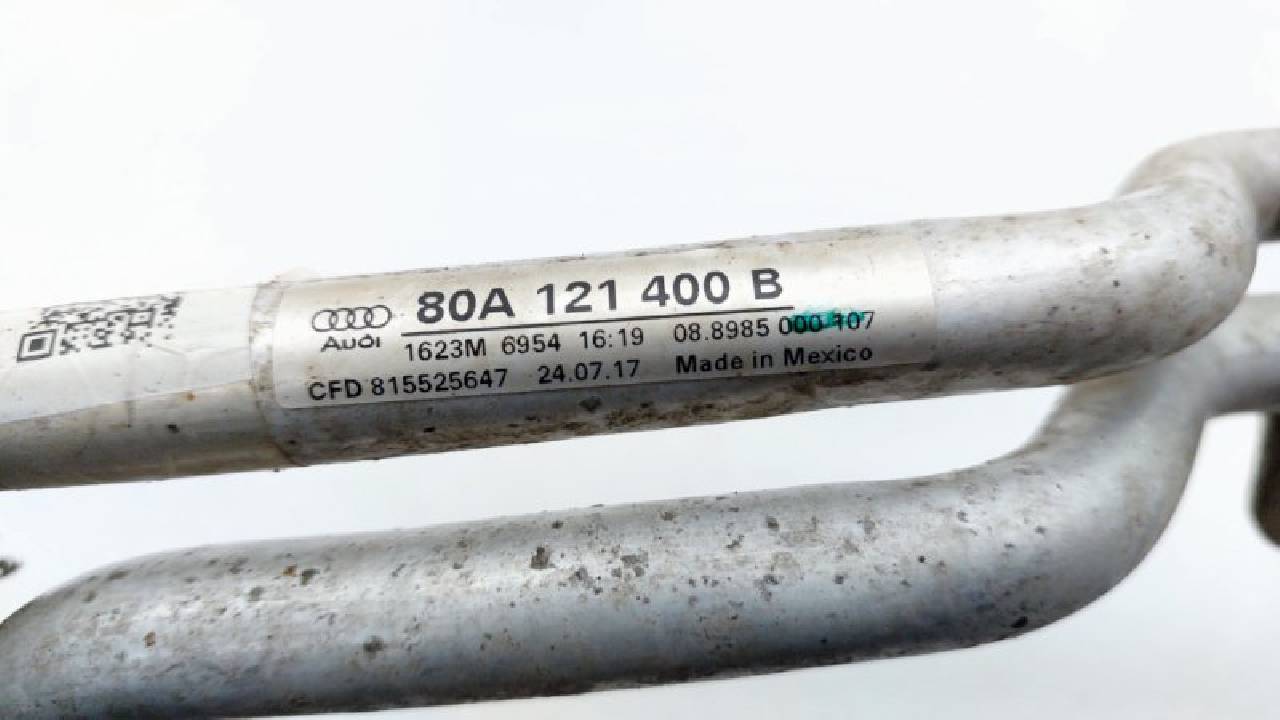 80A 121 400 B
Audi
1623M 6954 16:19 08.8985 000 107
CFD 815525647 24.07.17 Made in Mexico